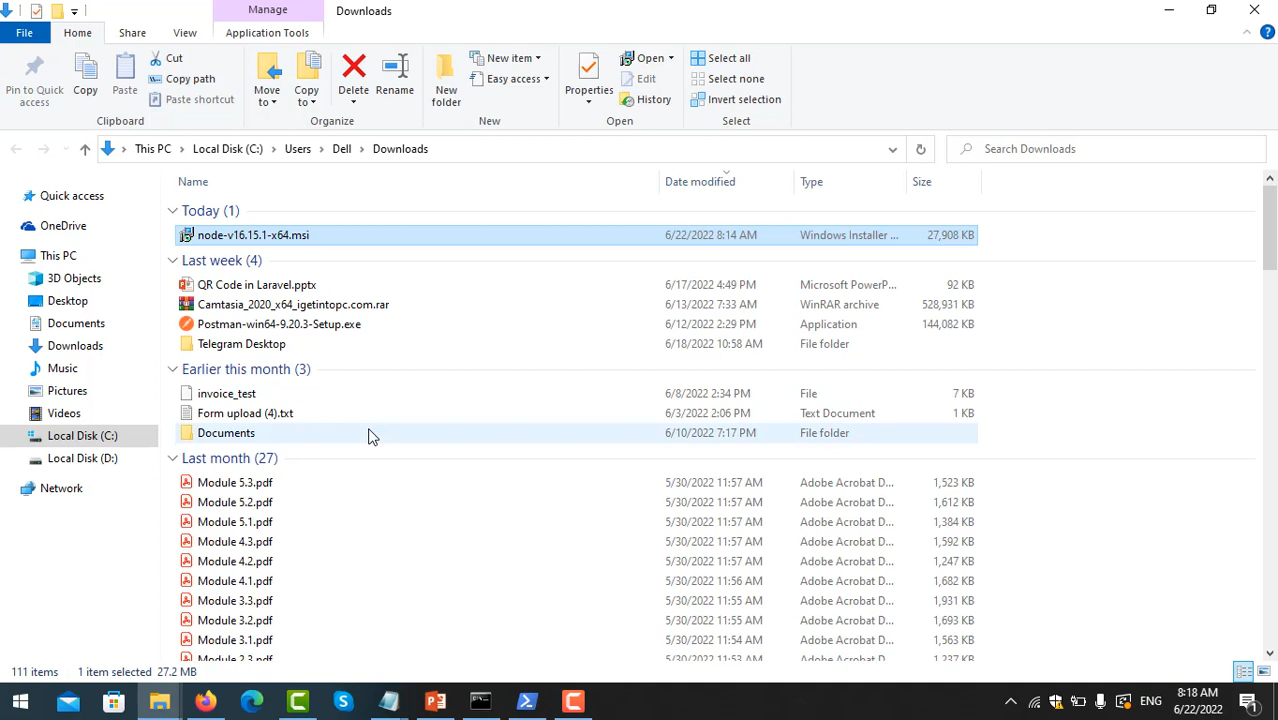 Manage Downloads
File Home Share View Application Tools
Pin to Quick access
Copy
Paste
Cut
Copy path
Paste shortcut
Clipboard
Move to
Copy to
Delete
Rename
Organize
New folder
New item
Easy access
New
Properties
Open
Edit
History
Open
Select all
Select none
Invert selection
Select
This PC Local Disk (C:) Users Dell Downloads Search Downloads
Quick access
OneDrive
This PC
3D Objects
Desktop
Documents
Downloads
Music
Pictures
Videos
Local Disk (C:)
Local Disk (D:)
Network
Name Date modified Type Size
Today (1)
node-v16.15.1-x64.msi 6/22/2022 8:14 AM Windows Installer ... 27,908 KB
Last week (4)
QR Code in Laravel.pptx 6/17/2022 4:49 PM Microsoft PowerP... 92 KB
Camtasia_2020_x64_igetintopc.com.rar 6/13/2022 7:33 AM WinRAR archive 528,931 KB
Postman-win64-9.20.3-Setup.exe 6/12/2022 2:29 PM Application 144,082 KB
Telegram Desktop 6/18/2022 10:58 AM File folder
Earlier this month (3)
invoice_test 6/8/2022 2:34 PM File 7 KB
Form upload (4).txt 6/3/2022 2:06 PM Text Document 1 KB
Documents 6/10/2022 7:17 PM File folder
Last month (27)
Module 5.3.pdf 5/30/2022 11:57 AM Adobe Acrobat D... 1,523 KB
Module 5.2.pdf 5/30/2022 11:57 AM Adobe Acrobat D... 1,612 KB
Module 5.1.pdf 5/30/2022 11:57 AM Adobe Acrobat D... 1,384 KB
Module 4.3.pdf 5/30/2022 11:57 AM Adobe Acrobat D... 1,592 KB
Module 4.2.pdf 5/30/2022 11:57 AM Adobe Acrobat D... 1,247 KB
Module 4.1.pdf 5/30/2022 11:56 AM Adobe Acrobat D... 1,682 KB
Module 3.3.pdf 5/30/2022 11:55 AM Adobe Acrobat D... 1,931 KB
Module 3.2.pdf 5/30/2022 11:55 AM Adobe Acrobat D... 1,693 KB
Module 3.1.pdf 5/30/2022 11:54 AM Adobe Acrobat D... 1,563 KB
Module 2.3.pdf 5/30/2022 11:53 AM Adobe Acrobat D... 1,237 KB
111 items 1 item selected 27.2 MB
ENG 8:18 AM
6/22/2022